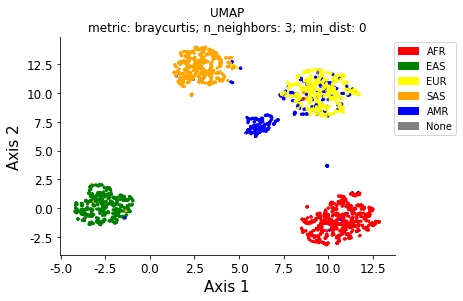 UMAP
metric: braycurtis; n_neighbors: 3; min_dist: 0
AFR
EAS
EUR
SAS
AMR
None
Axis 2
12.5
10.0
7.5
5.0
2.5
0.0
-2.5
-5.0 -2.5 0.0 2.5 5.0 7.5 10.0 12.5
Axis 1